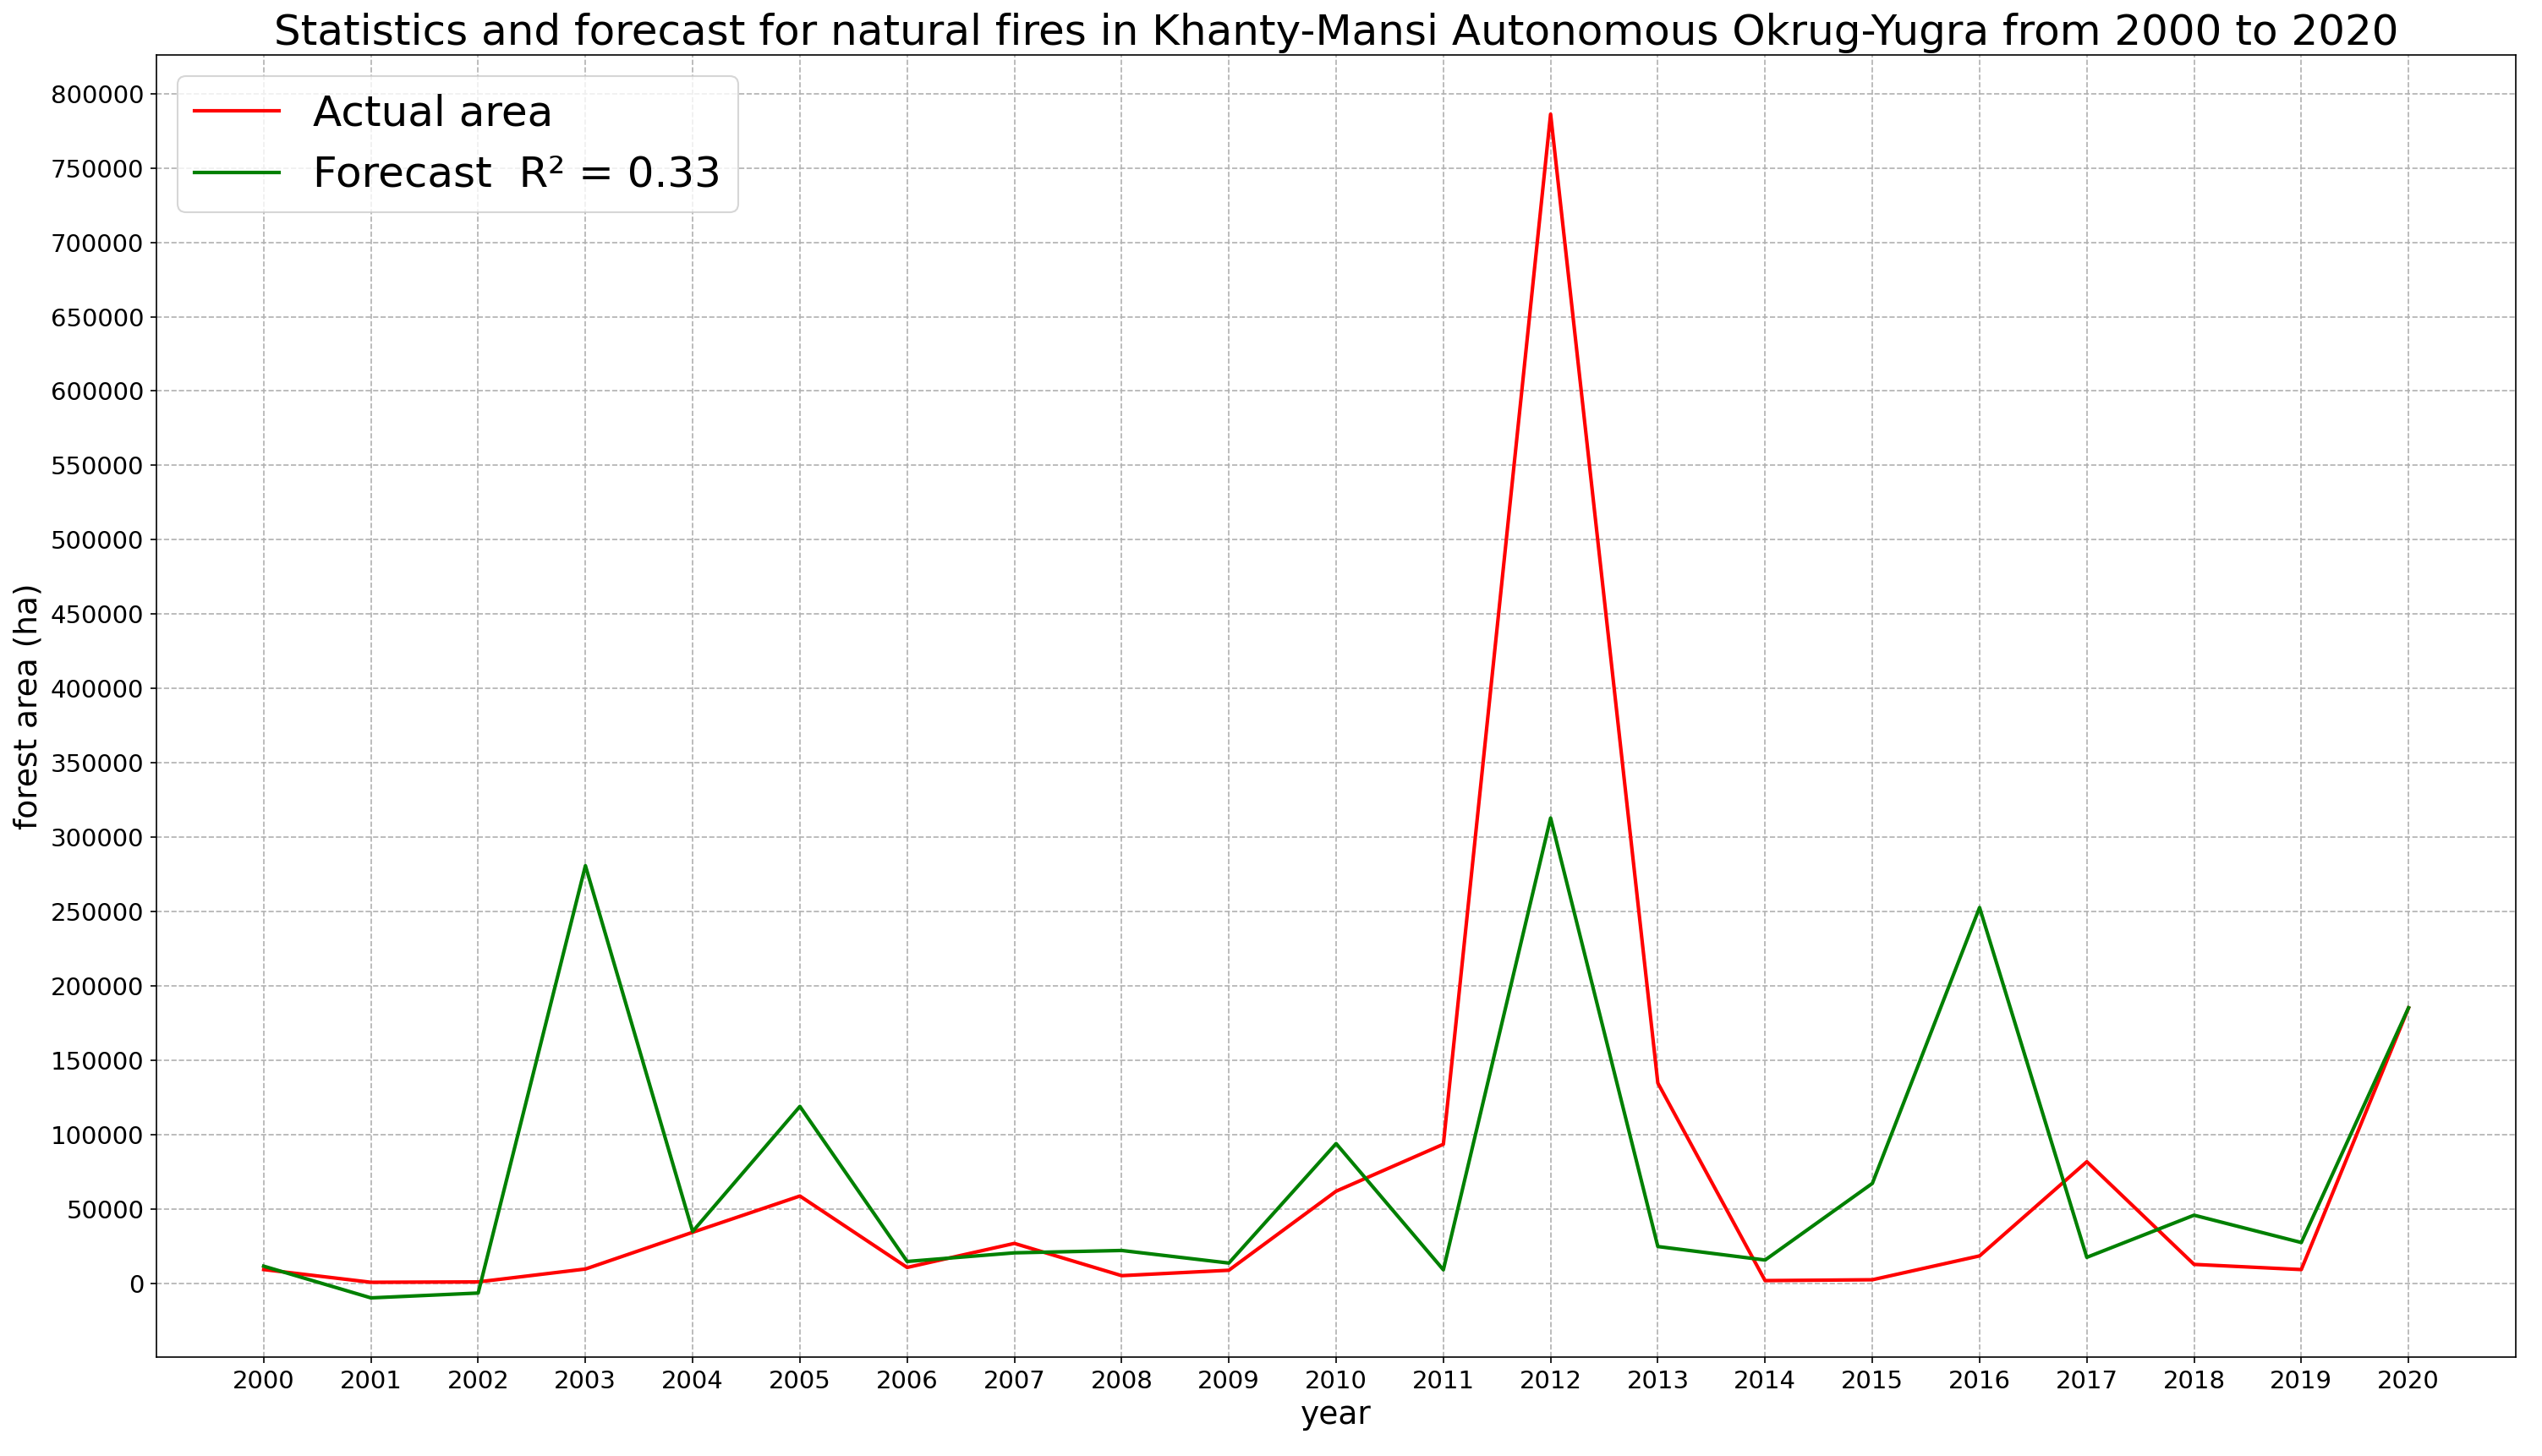 Statistics and forecast for natural fires in Khanty-Mansi Autonomous Okrug-Yugra from 2000 to 2020
Actual area
Forecast  R² = 0.33
800000
750000
700000
650000
600000
550000
500000
450000
400000
350000
300000
250000
200000
150000
100000
50000
0
forest area (ha)
2000 2001 2002 2003 2004 2005 2006 2007 2008 2009 2010 2011 2012 2013 2014 2015 2016 2017 2018 2019 2020
year